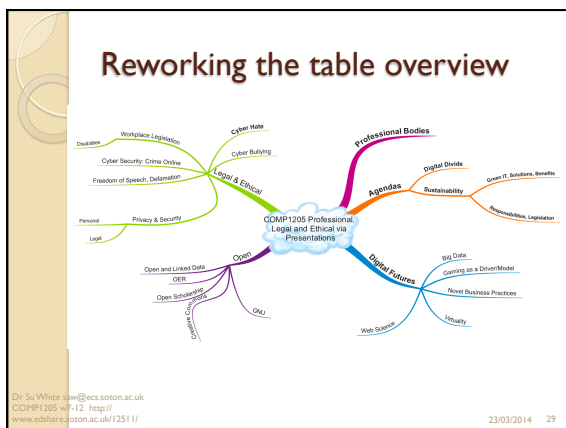 Reworking the table overview
Cyber Hate
Workplace Legislation
Disabilities
Cyber Bullying
Cyber Security: Crime Online
Legal & Ethical
Freedom of Speech, Defamation
Personal
Privacy & Security
Legal
Professional Bodies
Digital Divide
Agendas
Sustainability
Green IT, Solutions, Benefits
Responsibilities, Legislation
COMP1205 Professional,
Legal and Ethical via
Presentations
Open
Open and Linked Data
OER
Open Scholarship
Creative Commons
GNU
Digital Futures
Big Data
Gaming as a Driver/Model
Novel Business Practices
Virtuality
Web Science
Dr Su White saw@ecs.soton.ac.uk
COMP1205 w7-12 http://
www.edshare.soton.ac.uk/12511/
23/03/2014 29